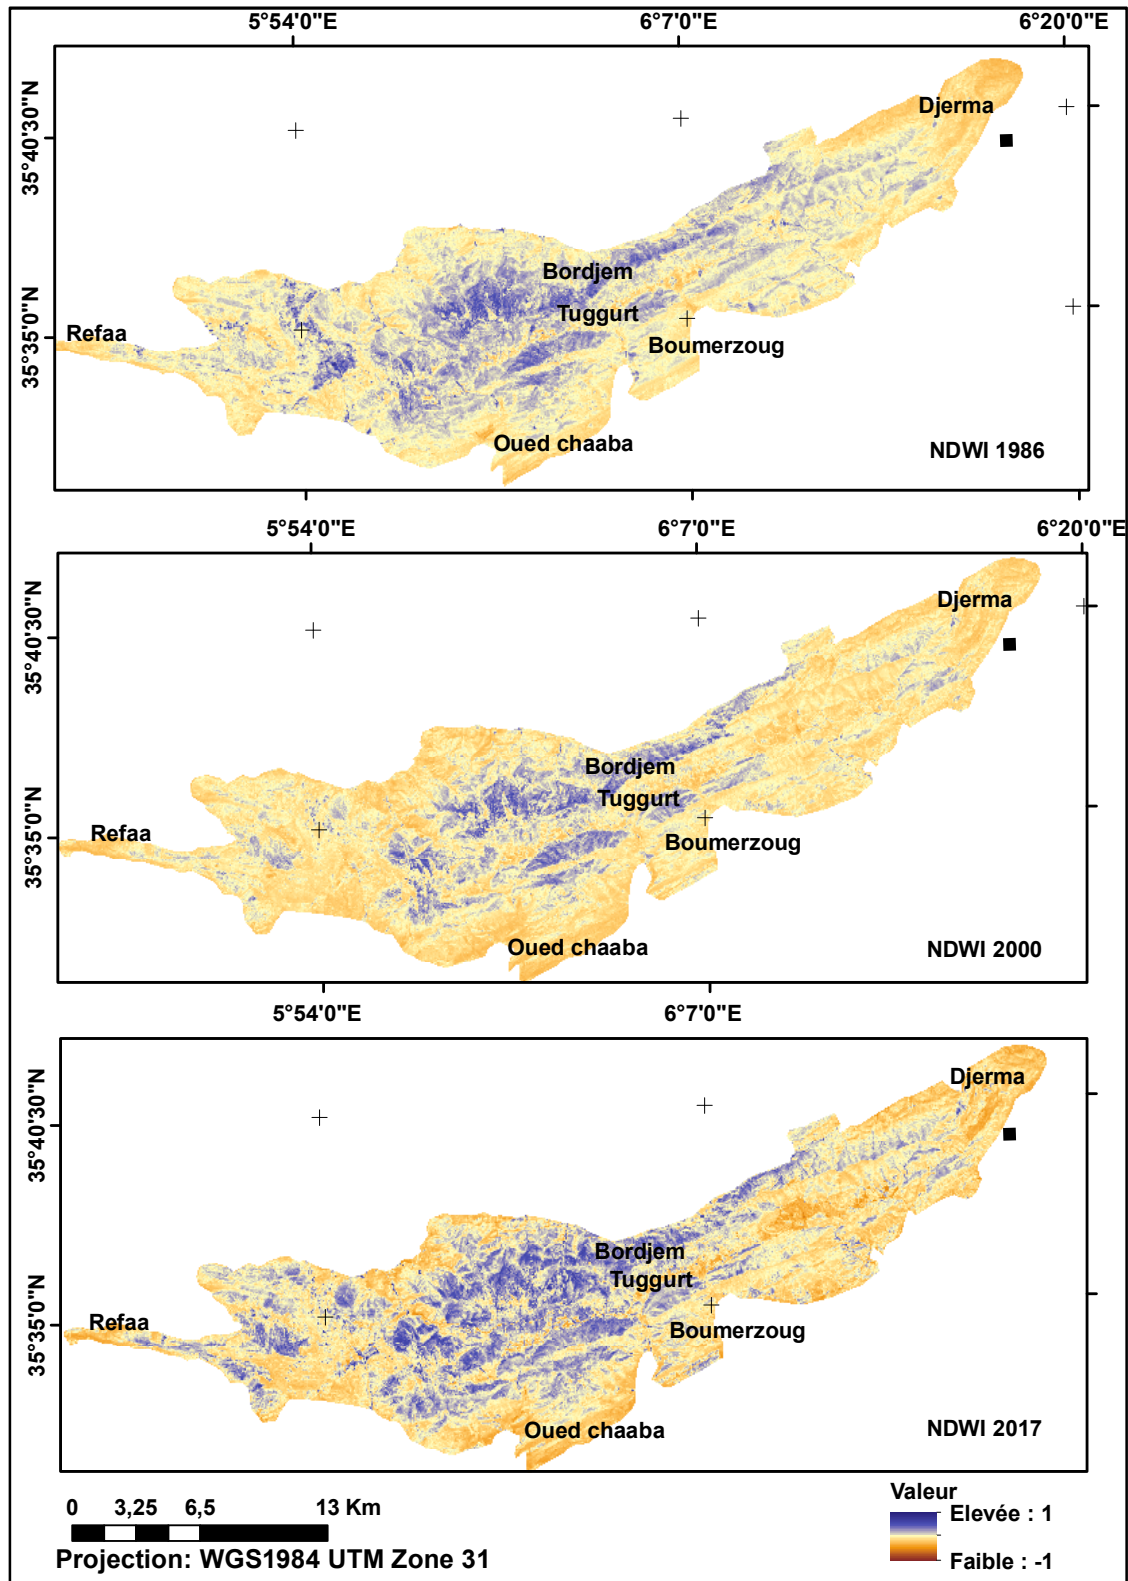 5°54'0"E 6°7'0"E 6°20'0"E
35°40'30"N
35°35'0"N
Djerma
Bordjem
Tuggurt
Refaa
Boumerzoug
Oued chaaba
NDWI 1986
5°54'0"E 6°7'0"E 6°20'0"E
35°40'30"N
35°35'0"N
Djerma
Bordjem
Tuggurt
Refaa
Boumerzoug
Oued chaaba
NDWI 2000
5°54'0"E 6°7'0"E
35°40'30"N
35°35'0"N
Djerma
Bordjem
Tuggurt
Refaa
Boumerzoug
Oued chaaba
NDWI 2017
0 3,25 6,5 13 Km
Projection: WGS1984 UTM Zone 31
Valeur
Elevée : 1
Faible : -1